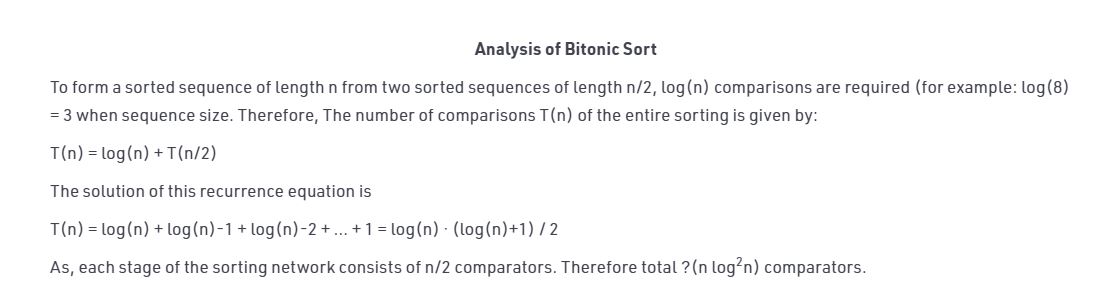 Analysis of Bitonic Sort
To form a sorted sequence of length n from two sorted sequences of length n/2, log(n) comparisons are required (for example: log(8)
= 3 when sequence size. Therefore, The number of comparisons T(n) of the entire sorting is given by:
T(n) = log(n) + T(n/2)
The solution of this recurrence equation is
T(n) = log(n) + log(n)-1 + log(n)-2 + ... + 1 = log(n) · (log(n)+1) / 2
As, each stage of the sorting network consists of n/2 comparators. Therefore total ?(n log²n) comparators.